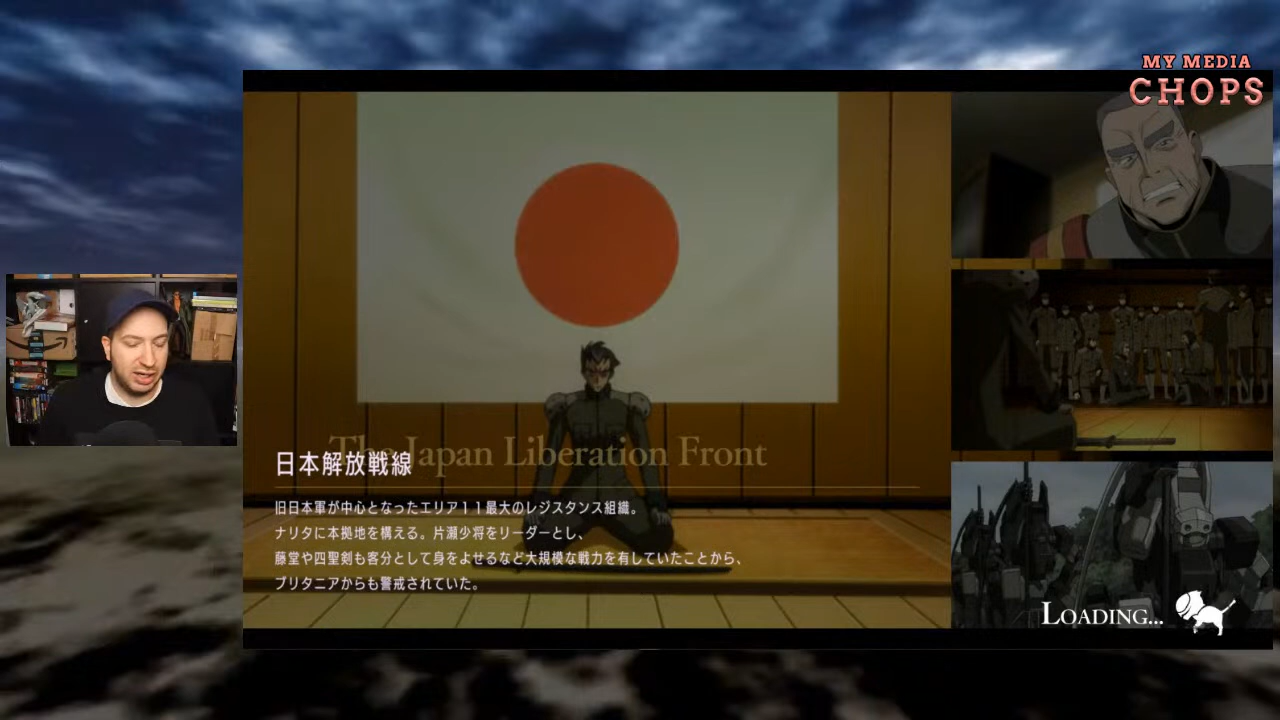 MY MEDIA
CHOPS
The Japan Liberation Front
日本解放戦線
旧日本軍が中心となったエリア11最大のレジスタンス組織。
ナリタに本拠地を構える。片瀬少将をリーダーとし、
藤堂や四聖剣も客分として身をよせるなど大規模な戦力を有していたことから、
ブリタニアからも警戒されていた。
LOADING...